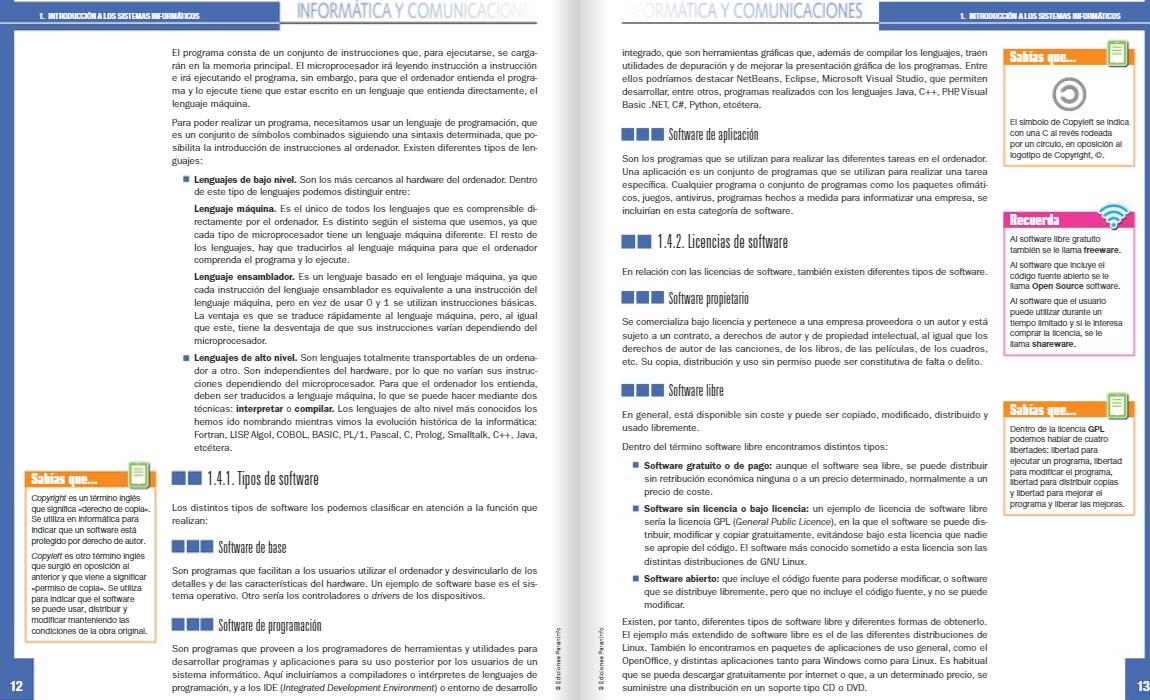 1. INTRODUCCIÓN A LOS SISTEMAS INFORMÁTICOS
INFORMÁTICA Y COMUNICACIONES
El programa consta de un conjunto de instrucciones que, para ejecutarse, se carga-
rán en la memoria principal. El microprocesador irá leyendo instrucción a instrucción
e irá ejecutando el programa, sin embargo, para que el ordenador entienda el progra-
ma y lo ejecute tiene que estar escrito en un lenguaje que entienda directamente, el
lenguaje máquina.
Para poder realizar un programa, necesitamos usar un lenguaje de programación, que
es un conjunto de símbolos combinados siguiendo una sintaxis determinada, que po-
sibilita la introducción de instrucciones al ordenador. Existen diferentes tipos de len-
guajes:
Lenguajes de bajo nivel. Son los más cercanos al hardware del ordenador. Dentro
de este tipo de lenguajes podemos distinguir entre:
Lenguaje máquina. Es el único de todos los lenguajes que es comprensible di-
rectamente por el ordenador. Es distinto según el sistema que usemos, ya que
cada tipo de microprocesador tiene un lenguaje máquina diferente. El resto de
los lenguajes, hay que traducirlos al lenguaje máquina para que el ordenador
comprenda el programa y lo ejecute.
Lenguaje ensamblador. Es un lenguaje basado en el lenguaje máquina, ya que
cada instrucción del lenguaje ensamblador es equivalente a una instrucción del
lenguaje máquina, pero en vez de usar 0 y 1 se utilizan instrucciones básicas.
La ventaja es que se traduce rápidamente al lenguaje máquina, pero, al igual
que este, tiene la desventaja de que sus instrucciones varían dependiendo del
microprocesador.
Lenguajes de alto nivel. Son lenguajes totalmente transportables de un ordena-
dor a otro. Son independientes del hardware, por lo que no varían sus instruc-
ciones dependiendo del microprocesador. Para que el ordenador los entienda,
deben ser traducidos a lenguaje máquina, lo que se puede hacer mediante dos
técnicas: interpretar o compilar. Los lenguajes de alto nivel más conocidos los
hemos ido nombrando mientras vimos la evolución histórica de la informática:
Fortran, LISP, Algol, COBOL, BASIC, PL/1, Pascal, C, Prolog, Smalltalk, C++, Java,
etcétera.
1.4.1. Tipos de software
Los distintos tipos de software los podemos clasificar en atención a la función que
realizan:
Software de base
Son programas que facilitan a los usuarios utilizar el ordenador y desvincularlo de los
detalles y de las características del hardware. Un ejemplo de software base es el sis-
tema operativo. Otro sería los controladores o drivers de los dispositivos.
Software de programación
Son programas que proveen a los programadores de herramientas y utilidades para
desarrollar programas y aplicaciones para su uso posterior por los usuarios de un
sistema informático. Aquí incluiríamos a compiladores o intérpretes de lenguajes de
programación, y a los IDE (Integrated Development Environment) o entorno de desarrollo
Sabías que...
Copyright es un término inglés
que significa «derecho de copia».
Se utiliza en informática para
indicar que un software está
protegido por derecho de autor.
Copyleft es otro término inglés
que surgió en oposición al
anterior y que viene a significar
«permiso de copia». Se utiliza
para indicar que el software
se puede usar, distribuir y
modificar manteniendo las
condiciones de la obra original.
12
© Ediciones Paraninfo
INFORMÁTICA Y COMUNICACIONES
1. INTRODUCCIÓN A LOS SISTEMAS INFORMÁTICOS
integrado, que son herramientas gráficas que, además de compilar los lenguajes, traen
utilidades de depuración y de mejorar la presentación gráfica de los programas. Entre
ellos podríamos destacar NetBeans, Eclipse, Microsoft Visual Studio, que permiten
desarrollar, entre otros, programas realizados con los lenguajes Java, C++, PHP, Visual
Basic .NET, C#, Python, etcétera.
Software de aplicación
Son los programas que se utilizan para realizar las diferentes tareas en el ordenador.
Una aplicación es un conjunto de programas que se utilizan para realizar una tarea
específica. Cualquier programa o conjunto de programas como los paquetes ofimáti-
cos, juegos, antivirus, programas hechos a medida para informatizar una empresa, se
incluirían en esta categoría de software.
1.4.2. Licencias de software
En relación con las licencias de software, también existen diferentes tipos de software.
Software propietario
Se comercializa bajo licencia y pertenece a una empresa proveedora o un autor y está
sujeto a un contrato, a derechos de autor y de propiedad intelectual, al igual que los
derechos de autor de las canciones, de los libros, de las películas, de los cuadros,
etc. Su copia, distribución y uso sin permiso puede ser constitutiva de falta o delito.
Software libre
En general, está disponible sin coste y puede ser copiado, modificado, distribuido y
usado libremente.
Dentro del término software libre encontramos distintos tipos:
Software gratuito o de pago: aunque el software sea libre, se puede distribuir
sin retribución económica ninguna o a un precio determinado, normalmente a un
precio de coste.
Software sin licencia o bajo licencia: un ejemplo de licencia de software libre
sería la licencia GPL (General Public Licence), en la que el software se puede dis-
tribuir, modificar y copiar gratuitamente, evitándose bajo esta licencia que nadie
se apropie del código. El software más conocido sometido a esta licencia son las
distintas distribuciones de GNU Linux.
Software abierto: que incluye el código fuente para poderse modificar, o software
que se distribuye libremente, pero que no incluye el código fuente, y no se puede
modificar.
Existen, por tanto, diferentes tipos de software libre y diferentes formas de obtenerlo.
El ejemplo más extendido de software libre es el de las diferentes distribuciones de
Linux. También lo encontramos en paquetes de aplicaciones de uso general, como el
OpenOffice, y distintas aplicaciones tanto para Windows como para Linux. Es habitual
que se pueda descargar gratuitamente por internet o que, a un determinado precio, se
suministre una distribución en un soporte tipo CD o DVD.
Sabías que...
El símbolo de Copyleft se indica
con una C al revés rodeada
por un círculo, en oposición al
logotipo de Copyright, ©.
Recuerda
Al software libre gratuito
también se le llama freeware.
Al software que incluye el
código fuente abierto se le
llama Open Source software.
Al software que el usuario
puede utilizar durante un
tiempo limitado y si le interesa
comprar la licencia, se le
llama shareware.
Sabías que...
Dentro de la licencia GPL
podemos hablar de cuatro
libertades: libertad para
ejecutar un programa, libertad
para modificar el programa,
libertad para distribuir copias
y libertad para mejorar el
programa y liberar las mejoras.
© Ediciones Paraninfo
13